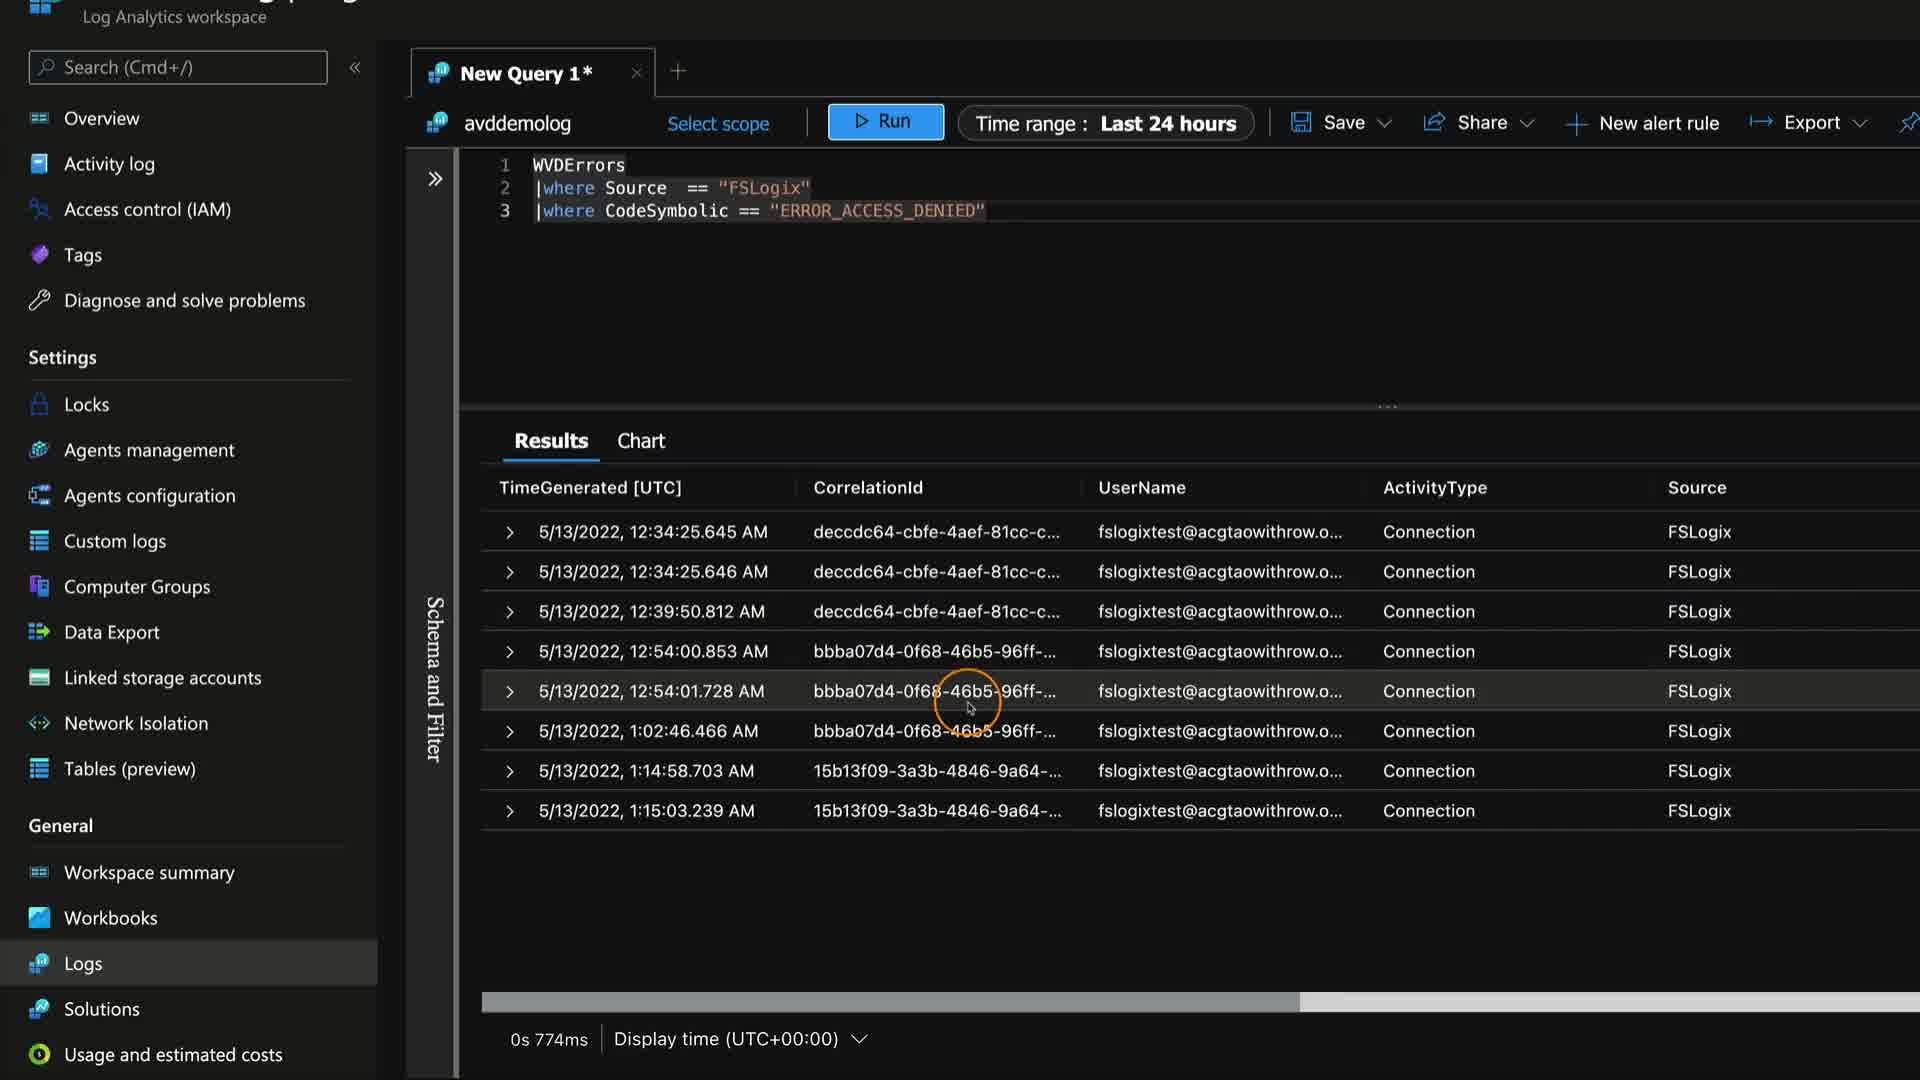 Log Analytics workspace
Search (Cmd+/)
«
Overview
Activity log
Access control (IAM)
Tags
Diagnose and solve problems
Settings
Locks
Agents management
Agents configuration
Custom logs
Computer Groups
Data Export
Linked storage accounts
Network Isolation
Tables (preview)
General
Workspace summary
Workbooks
Logs
Solutions
Usage and estimated costs
New Query 1*
avddemolog Select scope Run Time range : Last 24 hours Save Share New alert rule Export
1 WVDErrors
2 |where Source == "FSLogix"
3 |where CodeSymbolic == "ERROR_ACCESS_DENIED"
Schema and Filter
...
Results Chart
TimeGenerated [UTC] CorrelationId UserName ActivityType Source
5/13/2022, 12:34:25.645 AM deccdc64-cbfe-4aef-81cc-c... fslogixtest@acgtaowithrow.o... Connection FSLogix
5/13/2022, 12:34:25.646 AM deccdc64-cbfe-4aef-81cc-c... fslogixtest@acgtaowithrow.o... Connection FSLogix
5/13/2022, 12:39:50.812 AM deccdc64-cbfe-4aef-81cc-c... fslogixtest@acgtaowithrow.o... Connection FSLogix
5/13/2022, 12:54:00.853 AM bbba07d4-0f68-46b5-96ff-... fslogixtest@acgtaowithrow.o... Connection FSLogix
5/13/2022, 12:54:01.728 AM bbba07d4-0f68-46b5-96ff-... fslogixtest@acgtaowithrow.o... Connection FSLogix
5/13/2022, 1:02:46.466 AM bbba07d4-0f68-46b5-96ff-... fslogixtest@acgtaowithrow.o... Connection FSLogix
5/13/2022, 1:14:58.703 AM 15b13f09-3a3b-4846-9a64-... fslogixtest@acgtaowithrow.o... Connection FSLogix
5/13/2022, 1:15:03.239 AM 15b13f09-3a3b-4846-9a64-... fslogixtest@acgtaowithrow.o... Connection FSLogix
0s 774ms Display time (UTC+00:00)